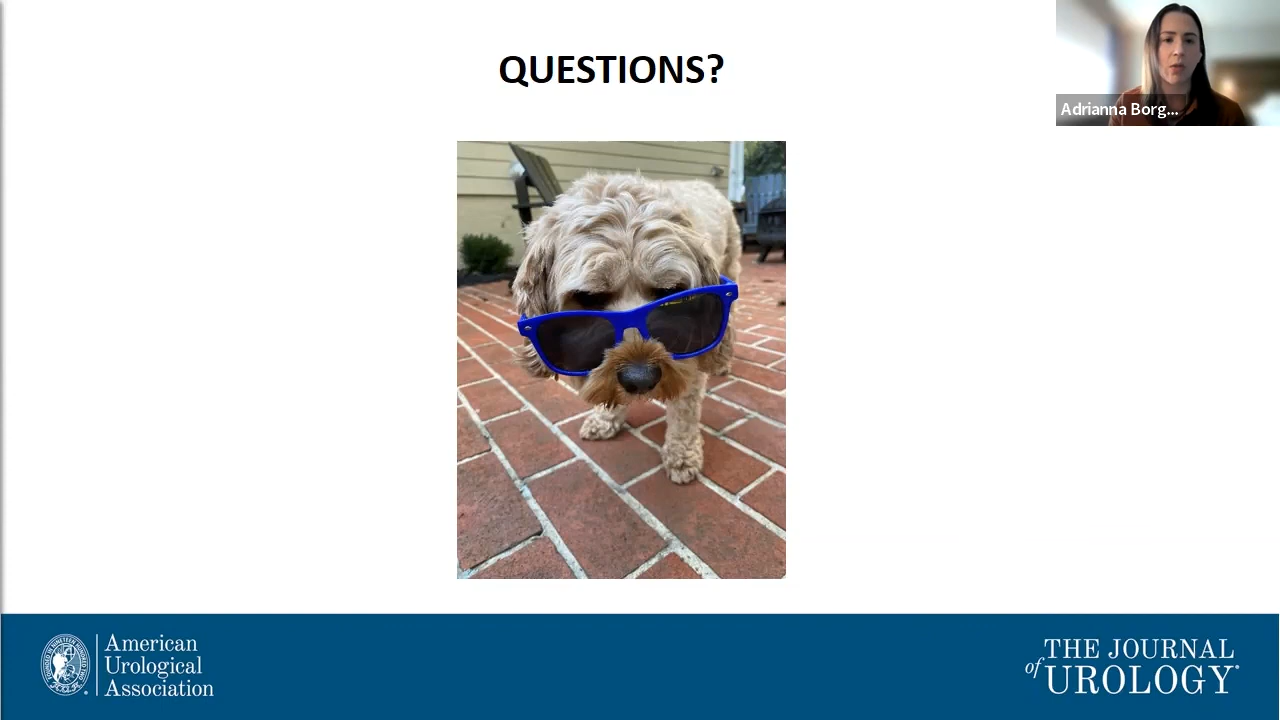 QUESTIONS?
Adrianna Borg...
American
Urological
Association
THE JOURNAL
of UROLOGY®